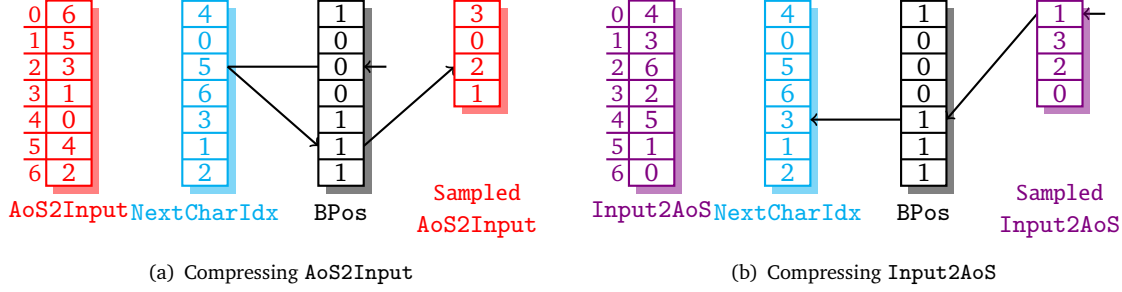 0 6 4 1 3
1 5 0 0 0
2 3 5 0 2
3 1 6 0 1
4 0 3 1
5 4 1 1
6 2 2 1
AoS2Input NextCharIdx BPos Sampled
AoS2Input
(a) Compressing AoS2Input
0 4 4 1 1
1 3 0 0 3
2 6 5 0 2
3 2 6 0 0
4 5 3 1
5 1 1 1
6 0 2 1
Input2AoS NextCharIdx BPos Sampled
Input2AoS
(b) Compressing Input2AoS